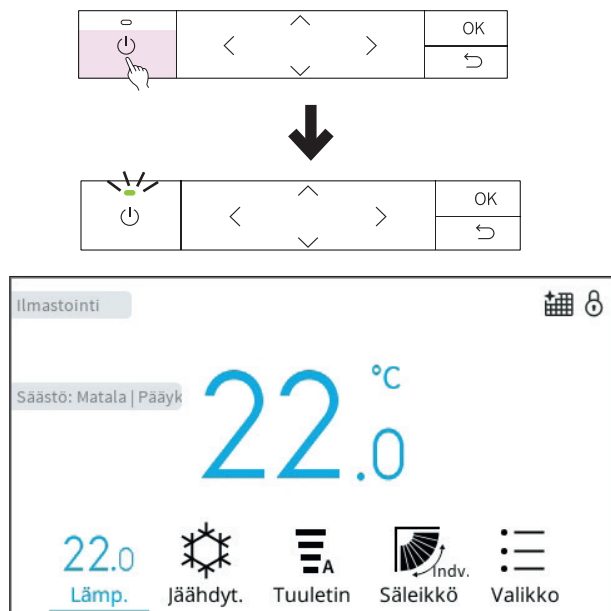 OK
OK
Ilmastointi
Säästö: Matala | Pääyk
°C
22.0
22.0
A
Indv.
Lämp. Jäähdyt. Tuuletin Säleikkö Valikko